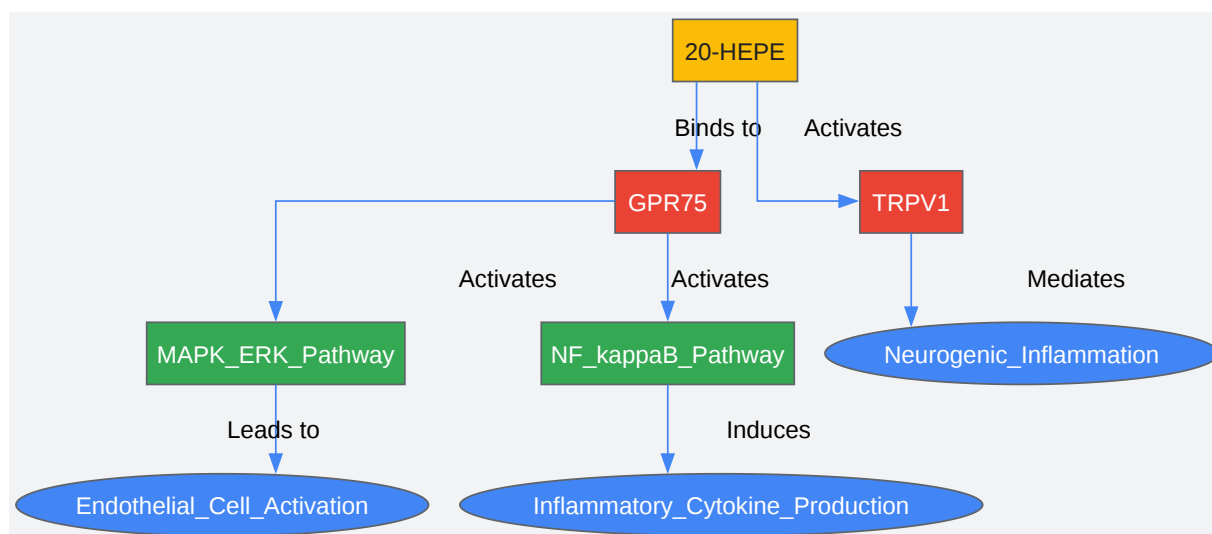 20-HEPE
Binds to
Activates
GPR75
TRPV1
Activates
Activates
Mediates
MAPK_ERK_Pathway
NF_kappaB_Pathway
Neurogenic_Inflammation
Leads to
Induces
Endothelial_Cell_Activation
Inflammatory_Cytokine_Production